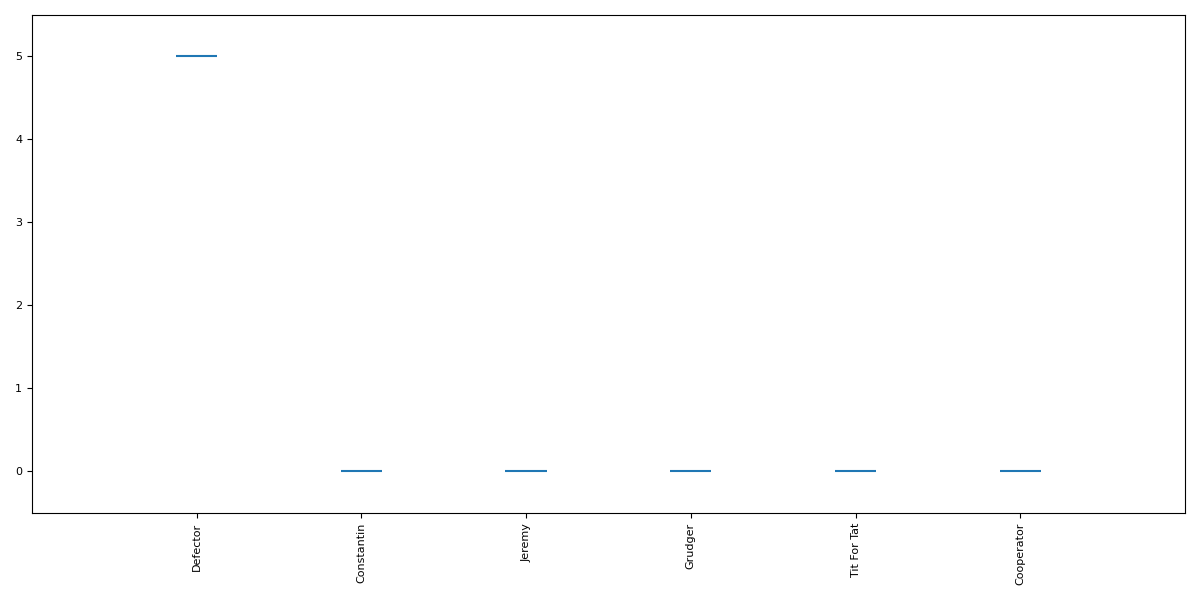 5
4
3
2
1
0
Defector
Constantin
Jeremy
Grudger
Tit For Tat
Cooperator